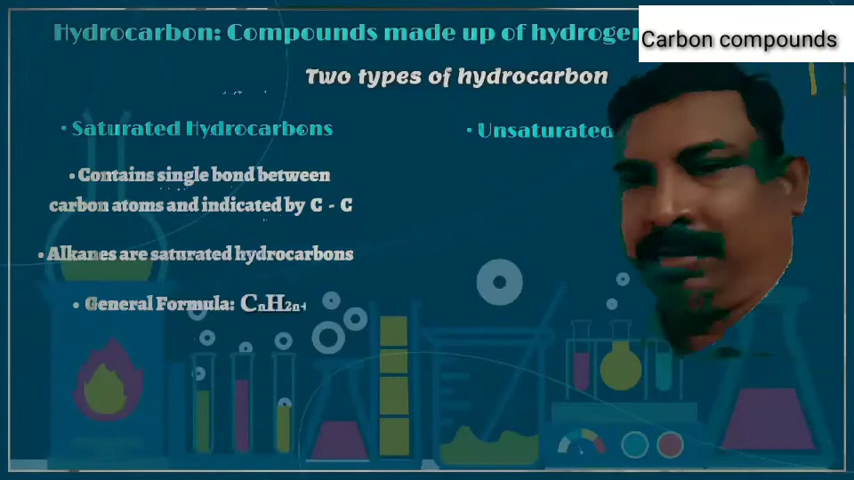 Hydrocarbon: Compounds made up of hydrogen
Carbon compounds
Two types of hydrocarbon
• Saturated Hydrocarbons
• Contains single bond between
carbon atoms and indicated by C - C
• Alkanes are saturated hydrocarbons
• General Formula: CnH2n+
• Unsaturated